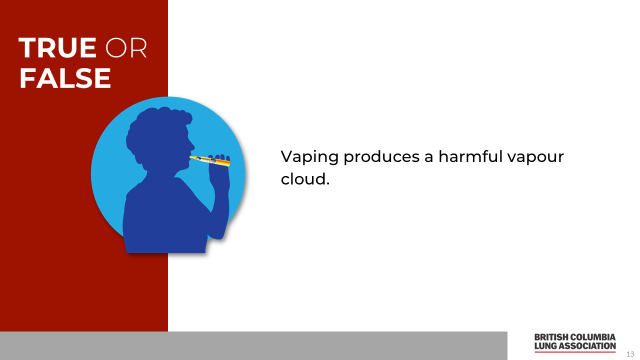 TRUE OR
FALSE
Vaping produces a harmful vapour
cloud.
BRITISH COLUMBIA
LUNG ASSOCIATION
13